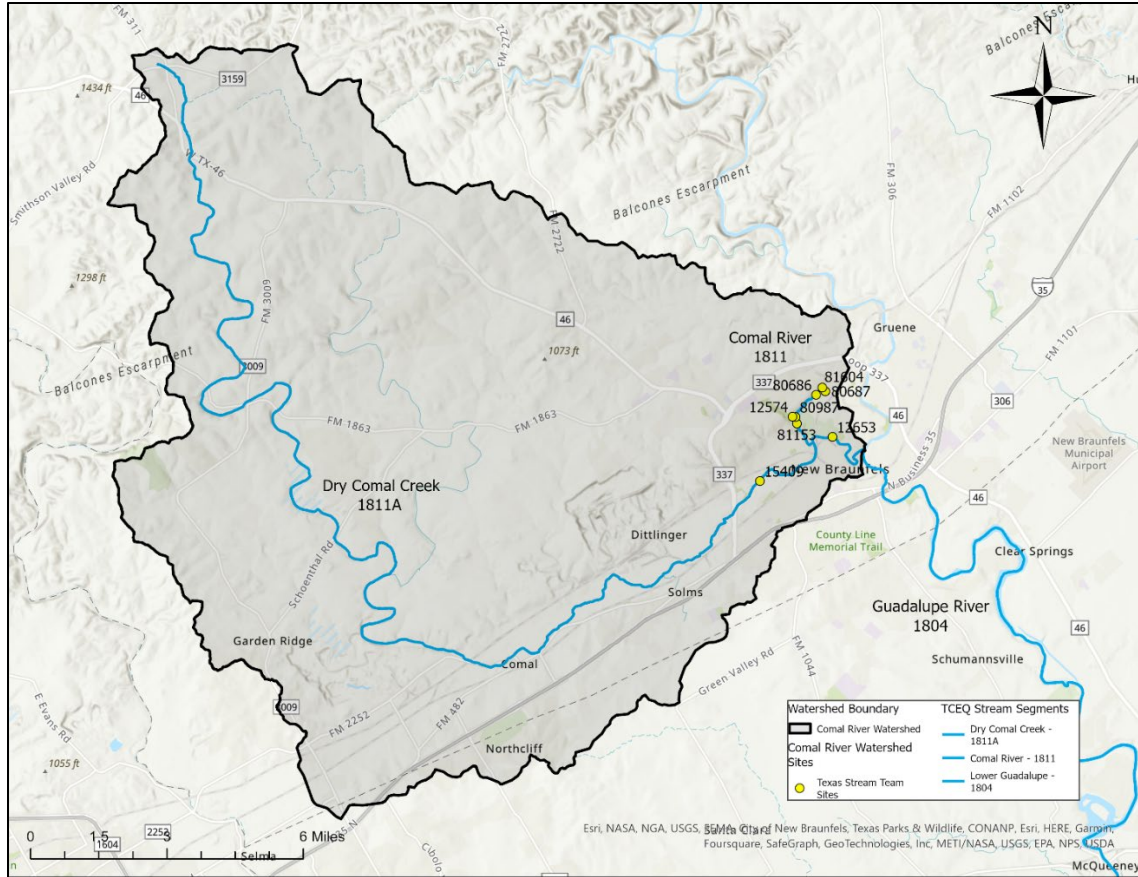 FM 311
3159
1434 ft
46
FM 2722
Balcones Esca
N
Hu
Smithson Valley Rd
W TX-46
Balcones Escarpment
FM 306
FM 1102
1298 ft
FM 2722
FM 3009
46
35
Gruene
FM 1101
Comal River
1811
1073 ft
Loop 337
Balcones Escarpment
3009
337
80686
81604
80687
46
306
12574
80987
FM 1863
FM 1863
81153
12653
New Braunfels
Municipal
Airport
Dry Comal Creek
1811A
337
15409
New Braunfels
N Business 35
46
Dittlinger
County Line
Memorial Trail
Clear Springs
Schoenthal Rd
Solms
Guadalupe River
1804
46
Garden Ridge
Comal
Schumannsville
Green Valley Rd
FM 1044
3009
E Evans Rd
FM 2252
FM 482
Northcliff
1055 ft
Watershed Boundary
Comal River Watershed
Comal River Watershed
Sites
Texas Stream Team
Sites
TCEQ Stream Segments
Dry Comal Creek -
1811A
Comal River - 1811
Lower Guadalupe -
1804
0 1.5 3 6 Miles
2252
1604
Selma
35 N
Cibolo
Santa Clara
Esri, NASA, NGA, USGS, FEMA, City of New Braunfels, Texas Parks & Wildlife, CONANP, Esri, HERE, Garmin,
Foursquare, SafeGraph, GeoTechnologies, Inc, METI/NASA, USGS, EPA, NPS, USDA
McQueeney